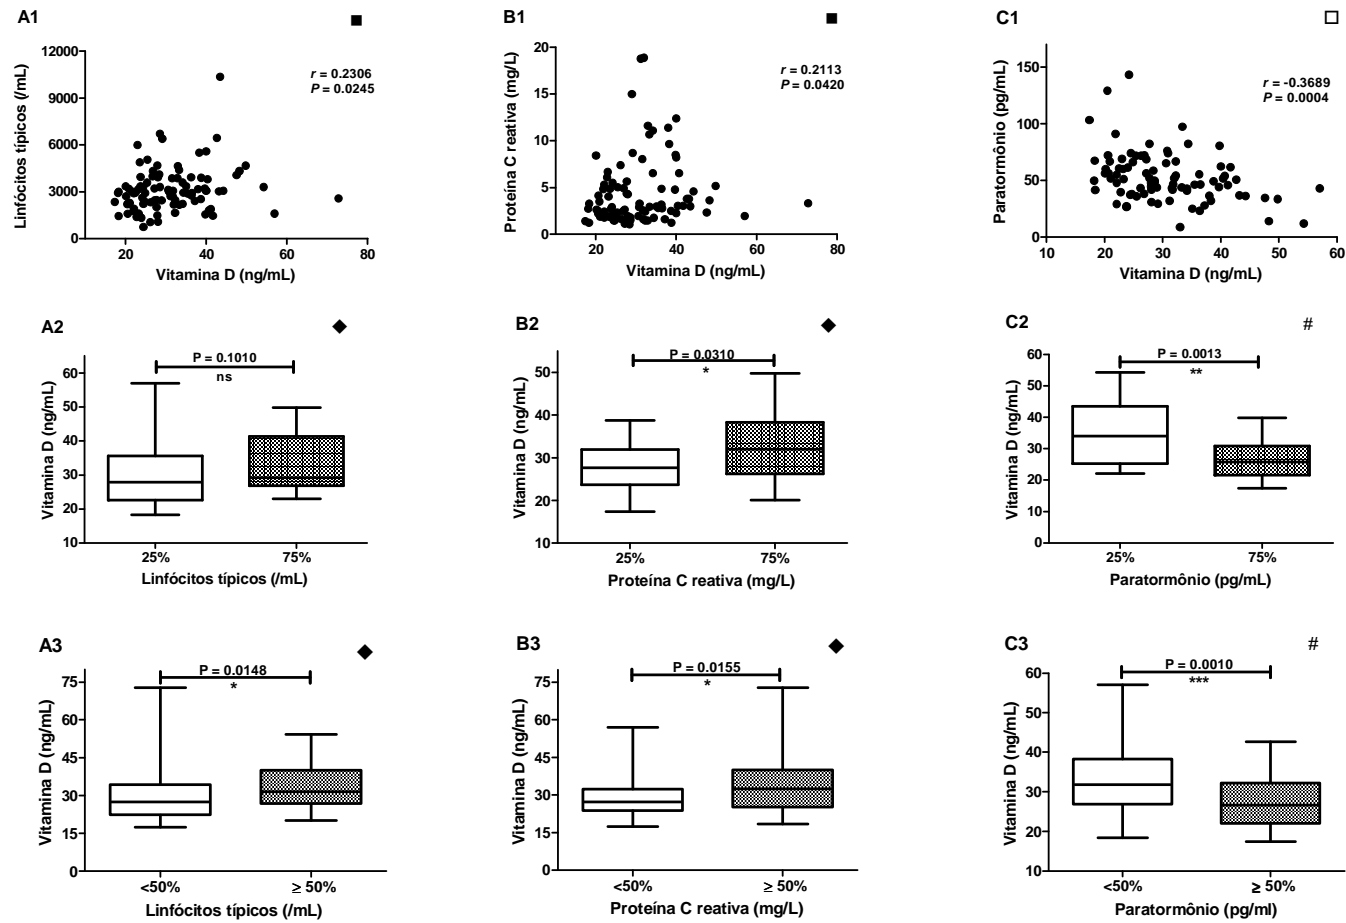 A1
■
12000
9000
6000
3000
0
Linfócitos típicos (/mL)
r = 0.2306
P = 0.0245
20 40 60 80
Vitamina D (ng/mL)
B1
■
20
15
10
5
0
Proteína C reativa (mg/L)
r = 0.2113
P = 0.0420
20 40 60 80
Vitamina D (ng/mL)
C1
□
150
100
50
0
Paratormônio (pg/mL)
r = -0.3689
P = 0.0004
10 20 30 40 50 60
Vitamina D (ng/mL)
A2
◆
P = 0.1010
ns
60
50
40
30
20
10
Vitamina D (ng/mL)
25% 75%
Linfócitos típicos (/mL)
B2
◆
P = 0.0310
*
50
40
30
20
10
Vitamina D (ng/mL)
25% 75%
Proteína C reativa (mg/L)
C2
#
P = 0.0013
**
60
50
40
30
20
10
0
Vitamina D (ng/mL)
25% 75%
Paratormônio (pg/mL)
A3
◆
P = 0.0148
*
75
60
45
30
15
0
Vitamina D (ng/mL)
<50% ≥ 50%
Linfócitos típicos (/mL)
B3
◆
P = 0.0155
*
75
60
45
30
15
0
Vitamina D (ng/mL)
<50% ≥ 50%
Proteína C reativa (mg/L)
C3
#
P = 0.0010
***
60
50
40
30
20
10
Vitamina D (ng/mL)
<50% ≥ 50%
Paratormônio (pg/ml)